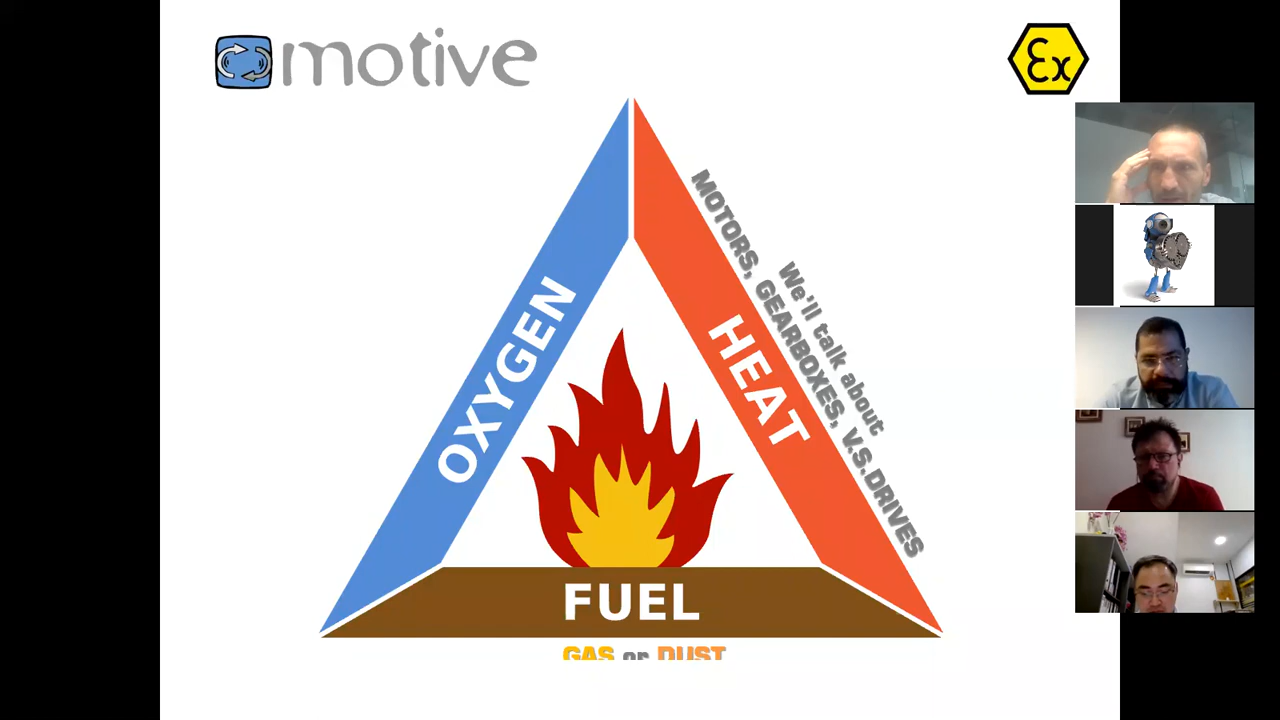 motive
Ex
OXYGEN
HEAT
We'll talk about
MOTORS, GEARBOXES, V.S.DRIVES
FUEL
GAS or DUST